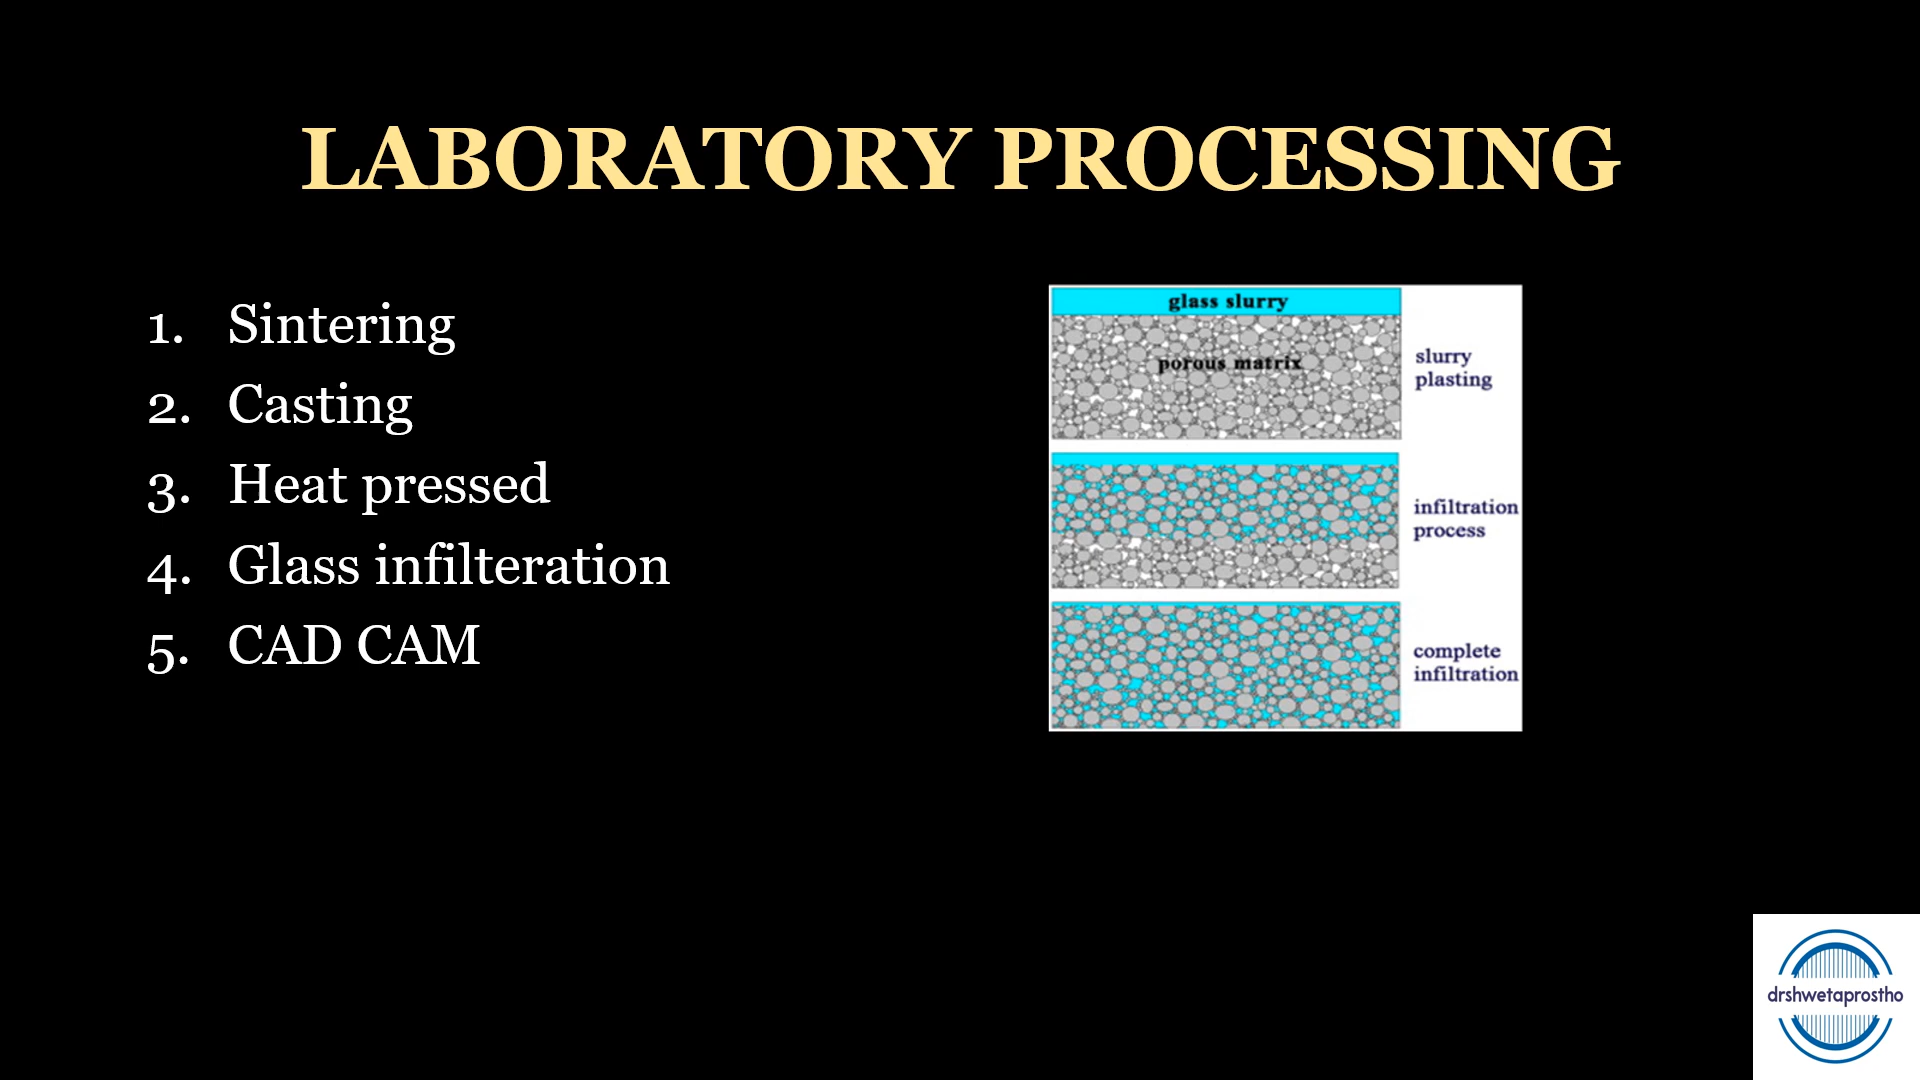 LABORATORY PROCESSING
1. Sintering
2. Casting
3. Heat pressed
4. Glass infilteration
5. CAD CAM
glass slurry
porous matrix
slurry
plasting
infiltration
process
complete
infiltration
drshwetaprostho